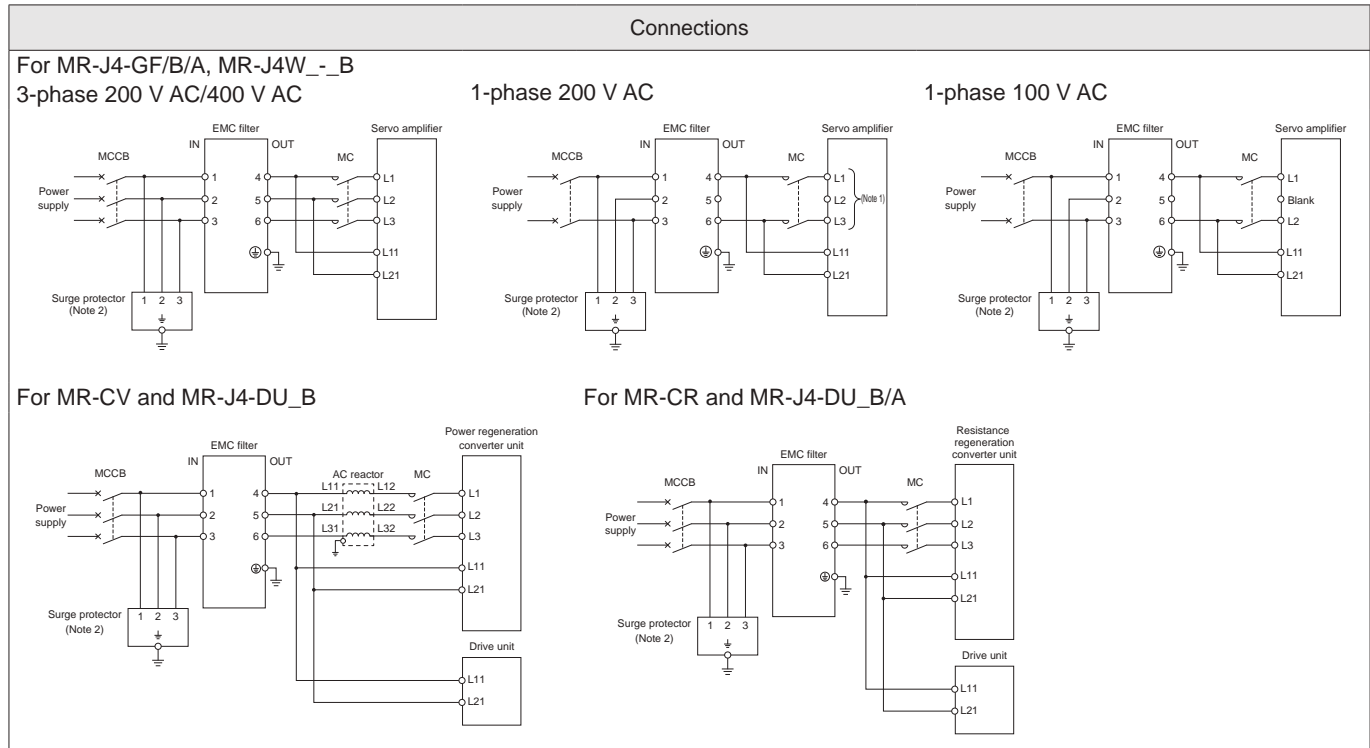 Connections
For MR-J4-GF/B/A, MR-J4W_-_B
3-phase 200 V AC/400 V AC
EMC filter
Servo amplifier
IN
OUT
MCCB
MC
1
4
L1
Power
supply
2
5
L2
3
6
L3
L11
L21
Surge protector
(Note 2)
1 2 3
1-phase 200 V AC
EMC filter
Servo amplifier
IN
OUT
MCCB
MC
1
4
L1
Power
supply
2
5
L2
(Note 1)
3
6
L3
L11
L21
Surge protector
(Note 2)
1 2 3
1-phase 100 V AC
EMC filter
Servo amplifier
IN
OUT
MCCB
MC
1
4
L1
Power
supply
2
5
Blank
3
6
L2
L11
L21
Surge protector
(Note 2)
1 2 3
For MR-CV and MR-J4-DU_B
Power regeneration
converter unit
EMC filter
IN
OUT
MCCB
AC reactor
MC
1
4
L11
L12
L1
Power
supply
2
5
L21
L22
L2
3
6
L31
L32
L3
L11
L21
Surge protector
(Note 2)
1 2 3
Drive unit
L11
L21
For MR-CR and MR-J4-DU_B/A
Resistance
regeneration
converter unit
EMC filter
IN
OUT
MCCB
MC
1
4
L1
Power
supply
2
5
L2
3
6
L3
L11
L21
Surge protector
(Note 2)
1 2 3
Drive unit
L11
L21